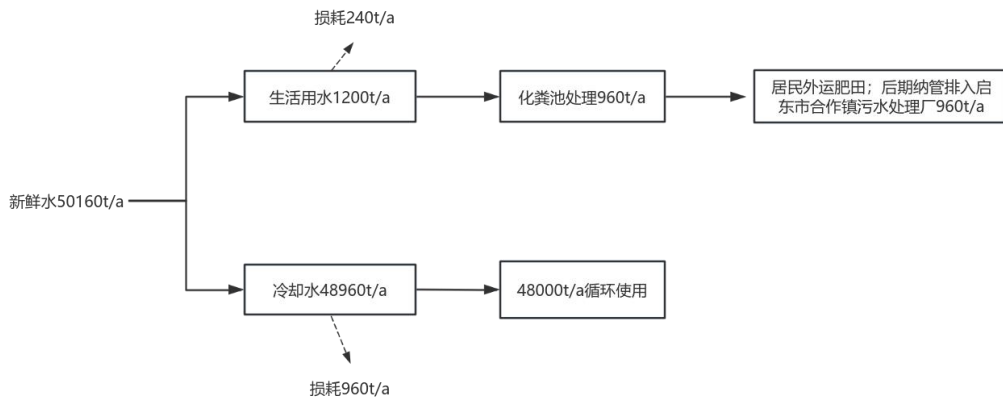 损耗240t/a
生活用水1200t/a
化粪池处理960t/a
居民外运肥田；后期纳管排入启
东市合作镇污水处理厂960t/a
新鲜水50160t/a
冷却水48960t/a
48000t/a循环使用
损耗960t/a